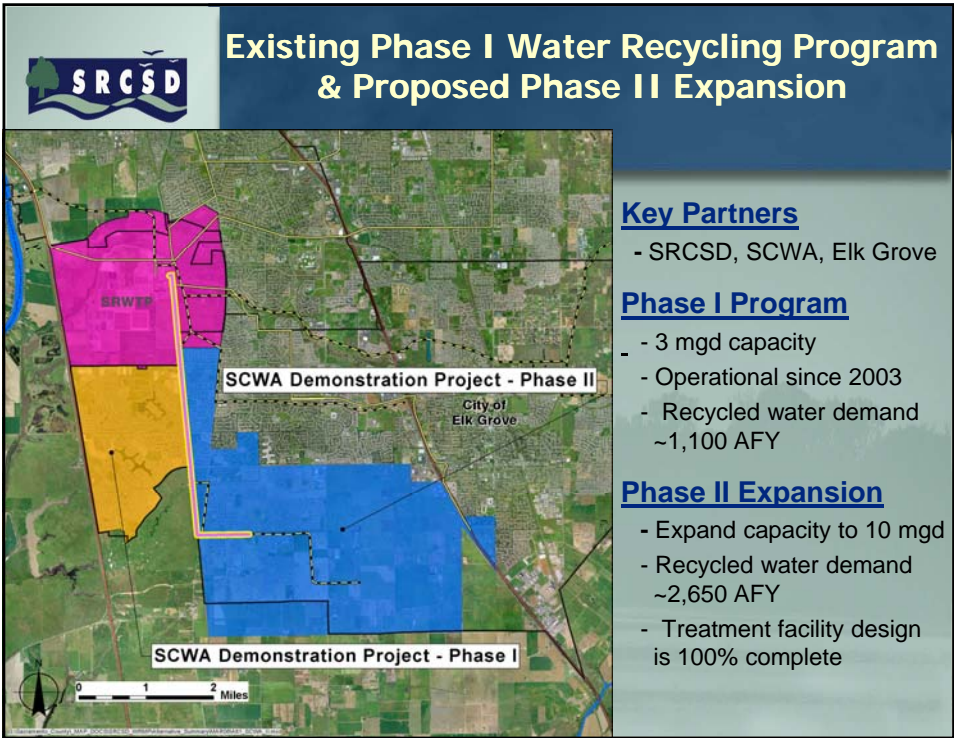 SRCSD
Existing Phase I Water Recycling Program
& Proposed Phase II Expansion
SRWTP
SCWA Demonstration Project - Phase II
City of
Elk Grove
SCWA Demonstration Project - Phase I
N
0 1 2 Miles
Key Partners
- SRCSD, SCWA, Elk Grove
Phase I Program
- 3 mgd capacity
- Operational since 2003
- Recycled water demand
~1,100 AFY
Phase II Expansion
- Expand capacity to 10 mgd
- Recycled water demand
~2,650 AFY
- Treatment facility design
is 100% complete